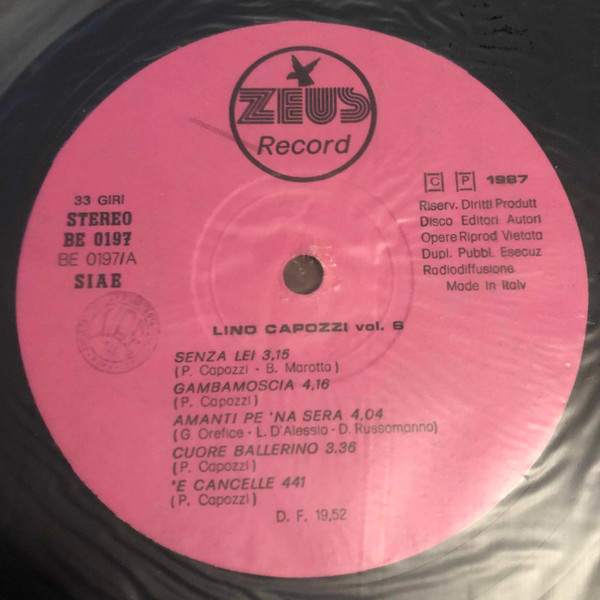 ZEUS
Record
C P 1987
Riserv. Diritti Produtt
Disco Editori Autori
Opere Riprod Vietata
Dupl. Pubbl. Esecuz
Radiodiffusione
Made in Italy
33 GIRI
STEREO
BE 0197
BE 0197/A
SIAE
LINO CAPOZZI vol. 6
SENZA LEI 3,15
(P. Capozzi - B. Marotta)
GAMBAMOSCIA 4,16
(P. Capozzi)
AMANTI PE 'NA SERA 4,04
(G. Orefice - L. D'Alessio - D. Russomanno)
CUORE BALLERINO 3.36
(P. Capozzi)
'E CANCELLE 441
(P. Capozzi)
D. F. 19,52